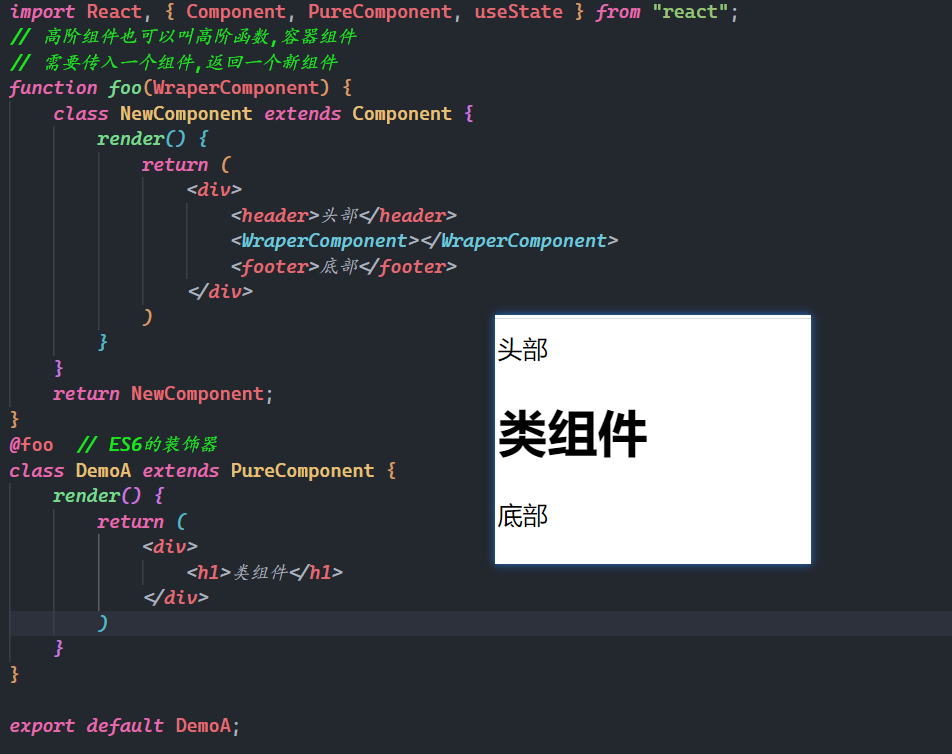 import React, { Component, PureComponent, useState } from "react";
// 高阶组件也可以叫高阶函数,容器组件
// 需要传入一个组件,返回一个新组件
function foo(WraperComponent) {
class NewComponent extends Component {
render() {
return (
<div>
<header>头部</header>
<WraperComponent></WraperComponent>
<footer>底部</footer>
</div>
)
}
}
return NewComponent;
}
@foo // ES6的装饰器
class DemoA extends PureComponent {
render() {
return (
<div>
<h1>类组件</h1>
</div>
)
}
}
export default DemoA;
头部
类组件
底部